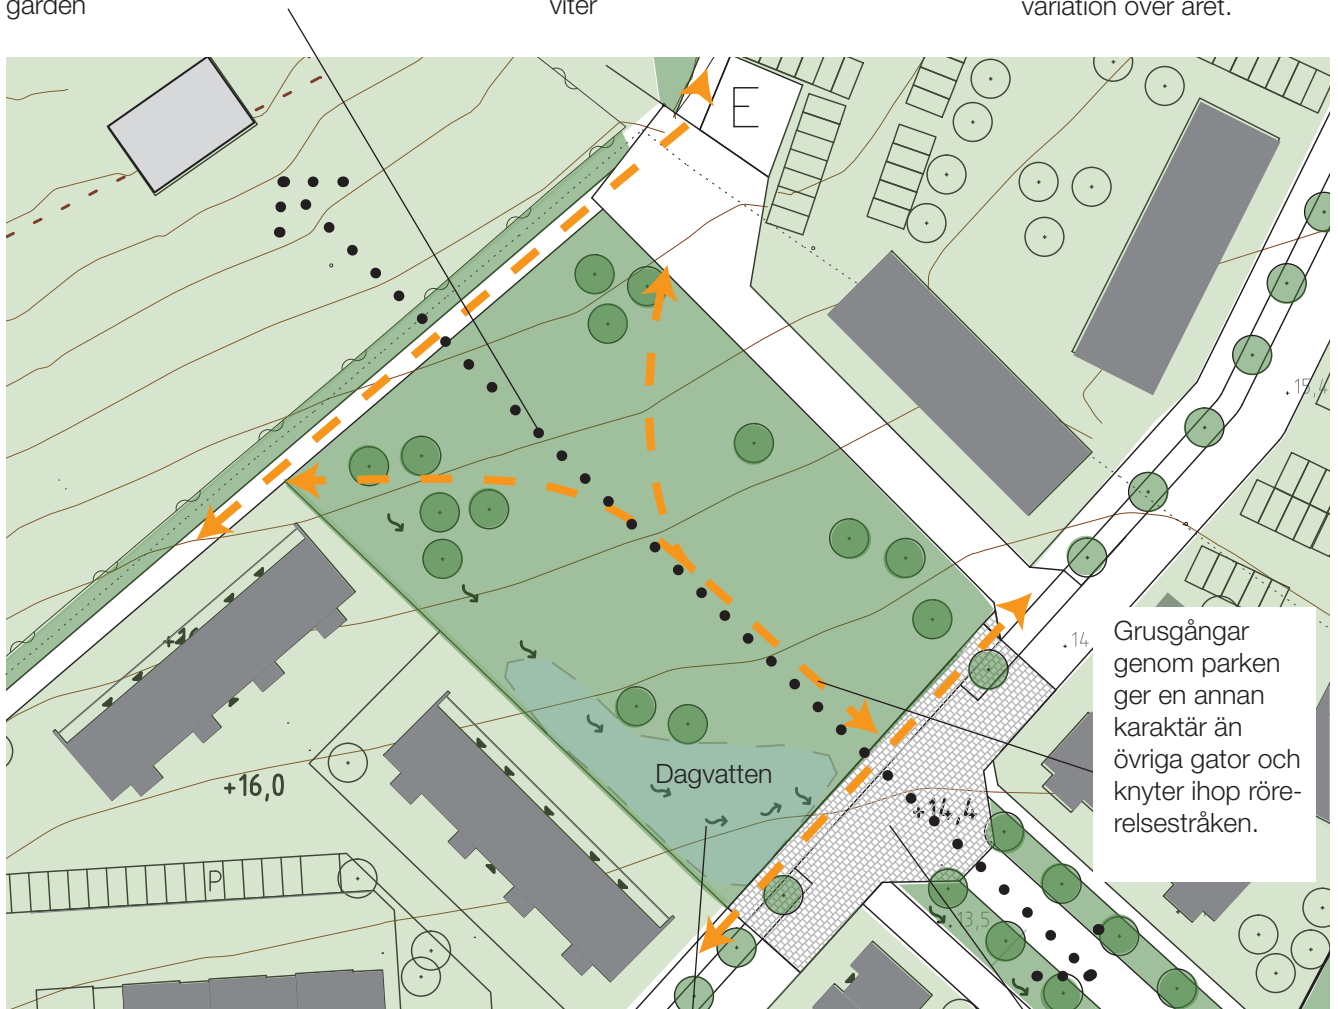 gården
viter
variation över året.
E
15,4
14
Grusgångar
genom parken
ger en annan
karaktär än
övriga gator och
knyter ihop röre-
relsestråken.
+16,0
Dagvatten
+14,4
P
13,5